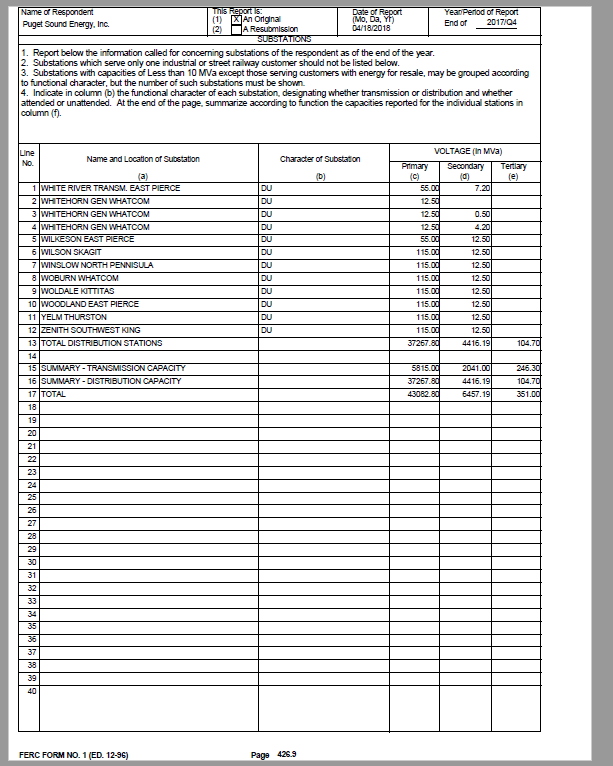 Name of Respondent This Report Is: Date of Report Year/Period of Report
Puget Sound Energy, Inc. (1) X An Original (Mo, Da, Yr) End of 2017/Q4
(2) A Resubmission 04/18/2018
SUBSTATIONS
1. Report below the information called for concerning substations of the respondent as of the end of the year.
2. Substations which serve only one industrial or street railway customer should not be listed below.
3. Substations with capacities of Less than 10 MVa except those serving customers with energy for resale, may be grouped according
to functional character, but the number of such substations must be shown.
4. Indicate in column (b) the functional character of each substation, designating whether transmission or distribution and whether
attended or unattended. At the end of the page, summarize according to function the capacities reported for the individual stations in
column (f).
Line No. Name and Location of Substation Character of Substation VOLTAGE (In MVa)
Primary Secondary Tertiary
(a) (b) (c) (d) (e)
1 WHITE RIVER TRANSM. EAST PIERCE DU 55.00 7.20
2 WHITEHORN GEN WHATCOM DU 12.50
3 WHITEHORN GEN WHATCOM DU 12.50 0.50
4 WHITEHORN GEN WHATCOM DU 12.50 4.20
5 WILKESON EAST PIERCE DU 55.00 12.50
6 WILSON SKAGIT DU 115.00 12.50
7 WINSLOW NORTH PENNISULA DU 115.00 12.50
8 WOBURN WHATCOM DU 115.00 12.50
9 WOLDALE KITTITAS DU 115.00 12.50
10 WOODLAND EAST PIERCE DU 115.00 12.50
11 YELM THURSTON DU 115.00 12.50
12 ZENITH SOUTHWEST KING DU 115.00 12.50
13 TOTAL DISTRIBUTION STATIONS 37267.80 4416.19 104.70
14
15 SUMMARY - TRANSMISSION CAPACITY 5815.00 2041.00 246.30
16 SUMMARY - DISTRIBUTION CAPACITY 37267.80 4416.19 104.70
17 TOTAL 43082.80 6457.19 351.00
18
19
20
21
22
23
24
25
26
27
28
29
30
31
32
33
34
35
36
37
38
39
40
FERC FORM NO. 1 (ED. 12-96) Page 426.9